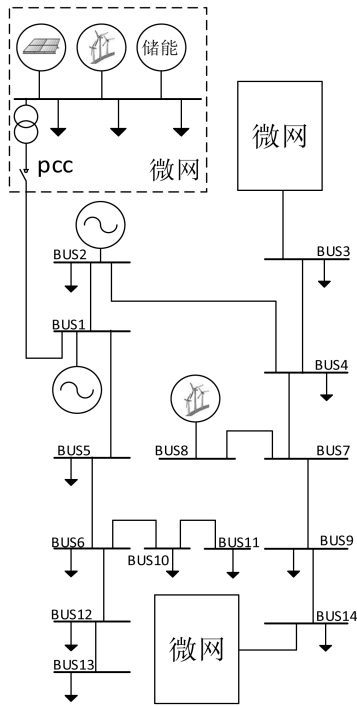 储能
pcc
微网
微网
BUS2
BUS3
BUS1
BUS4
BUS5
BUS8
BUS7
BUS6
BUS10
BUS11
BUS9
BUS12
微网
BUS14
BUS13